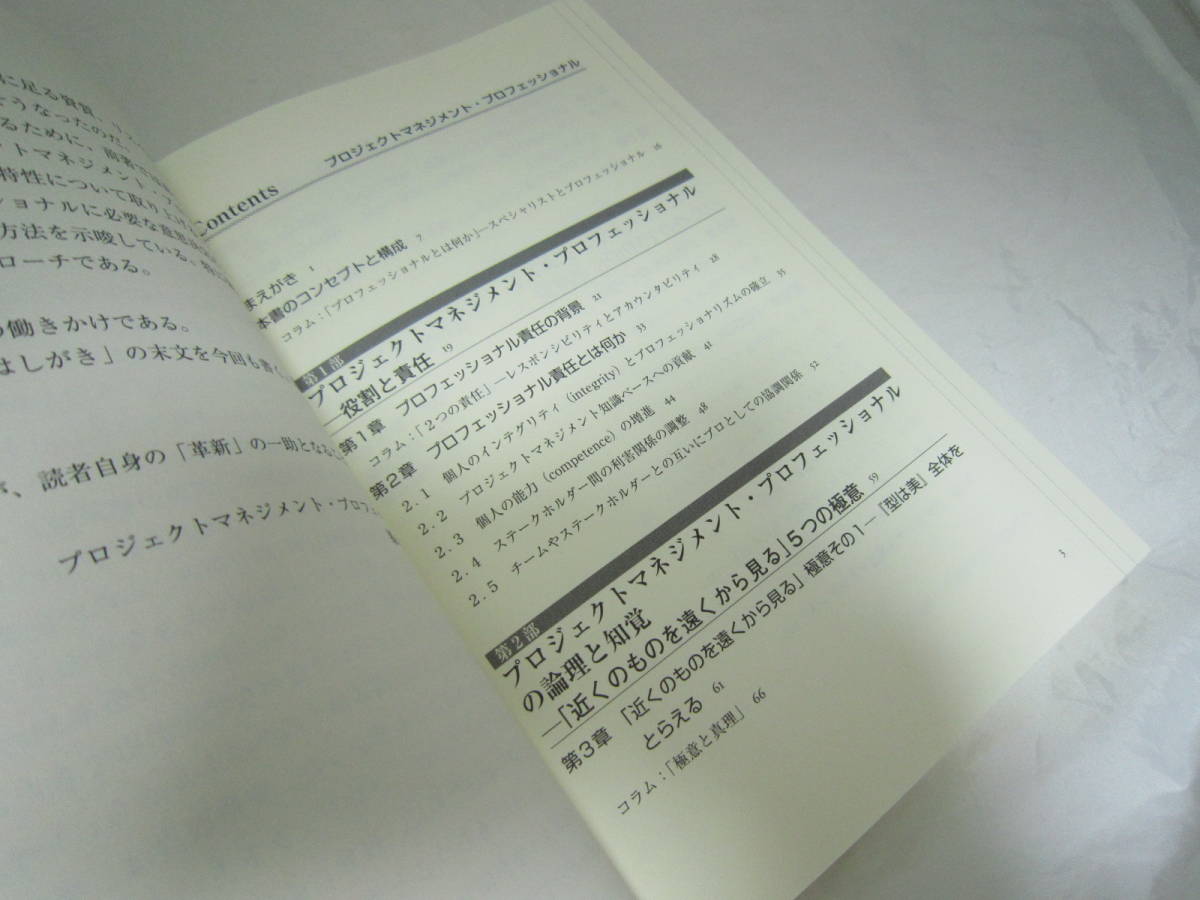 に足る資質、
どうなったのだ
るために、前著で
クトマネジメント・
特性について取り上げ
ショナルに必要な
方法を示唆している。
ローチである。
の働きかけである。
はしがき」の末文を今回も書く
が、読者自身の「革新」の一助となる
プロジェクトマネジメント・プロフ
プロジェクトマネジメント・プロフェッショナル
Contents
まえがき 1
本書のコンセプトと構成 7
コラム：「プロフェッショナルとは何か」―スペシャリストとプロフェッショナル 16
第1部
プロジェクトマネジメント・プロフェッショナル
―役割と責任 19
第1章 プロフェッショナル責任の背景 21
コラム：「2つの責任」―レスポンシビリティとアカウンタビリティ 28
第2章 プロフェッショナル責任とは何か 33
2.1 個人のインテグリティ（integrity）とプロフェッショナリズムの確立 35
2.2 プロジェクトマネジメント知識ベースへの貢献 41
2.3 個人の能力（competence）の増進 44
2.4 ステークホルダー間の利害関係の調整 48
2.5 チームやステークホルダーとの互いにプロとしての協調関係 52
第2部
プロジェクトマネジメント・プロフェッショナル
の論理と知覚
―「近くのものを遠くから見る」5つの極意 59
第3章 「近くのものを遠くから見る」極意その1―『型は美』全体を
とらえる 61
コラム：「極意と真理」 66
5